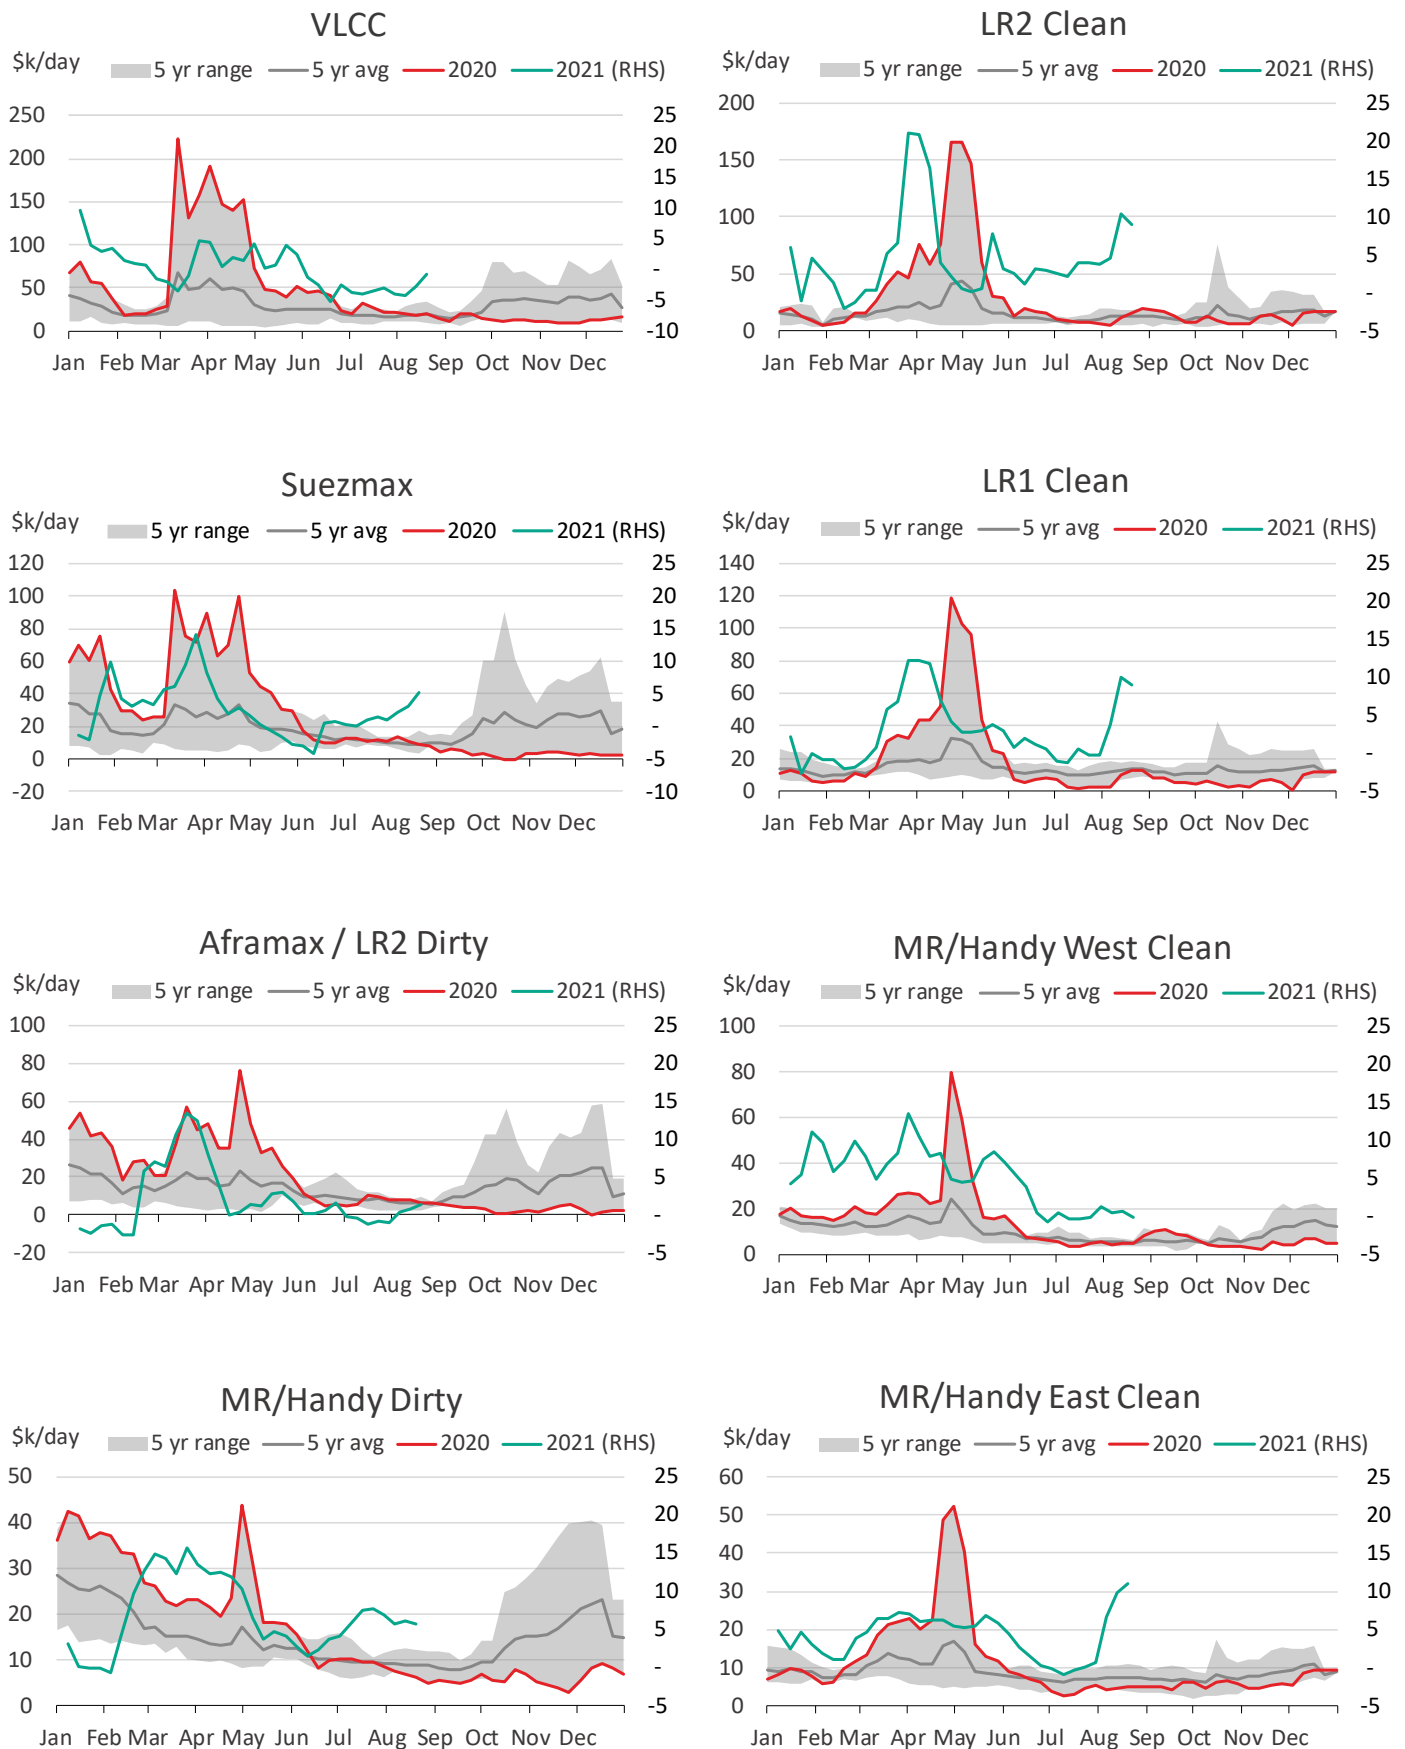 VLCC
$k/day 5 yr range 5 yr avg 2020 2021 (RHS)
250 25
200 20
15
150 10
100 5
-
50 -5
0 -10
Jan Feb Mar Apr May Jun Jul Aug Sep Oct Nov Dec
LR2 Clean
$k/day 5 yr range 5 yr avg 2020 2021 (RHS)
200 25
20
150 15
100 10
5
50 -
0 -5
Jan Feb Mar Apr May Jun Jul Aug Sep Oct Nov Dec
Suezmax
$k/day 5 yr range 5 yr avg 2020 2021 (RHS)
120 25
100 20
80 15
60 10
40 5
20 -
0 -5
-20 -10
Jan Feb Mar Apr May Jun Jul Aug Sep Oct Nov Dec
LR1 Clean
$k/day 5 yr range 5 yr avg 2020 2021 (RHS)
140 25
120 20
100 15
80
60 10
40 5
20 -
0 -5
Jan Feb Mar Apr May Jun Jul Aug Sep Oct Nov Dec
Aframax / LR2 Dirty
$k/day 5 yr range 5 yr avg 2020 2021 (RHS)
100 25
80 20
60 15
40 10
20 5
0 -
-20 -5
Jan Feb Mar Apr May Jun Jul Aug Sep Oct Nov Dec
MR/Handy West Clean
$k/day 5 yr range 5 yr avg 2020 2021 (RHS)
100 25
80 20
15
60 10
40 5
20 -
0 -5
Jan Feb Mar Apr May Jun Jul Aug Sep Oct Nov Dec
MR/Handy Dirty
$k/day 5 yr range 5 yr avg 2020 2021 (RHS)
50 25
40 20
15
30 10
20 5
10 -
0 -5
Jan Feb Mar Apr May Jun Jul Aug Sep Oct Nov Dec
MR/Handy East Clean
$k/day 5 yr range 5 yr avg 2020 2021 (RHS)
60 25
50 20
40 15
30 10
20 5
10 -
0 -5
Jan Feb Mar Apr May Jun Jul Aug Sep Oct Nov Dec